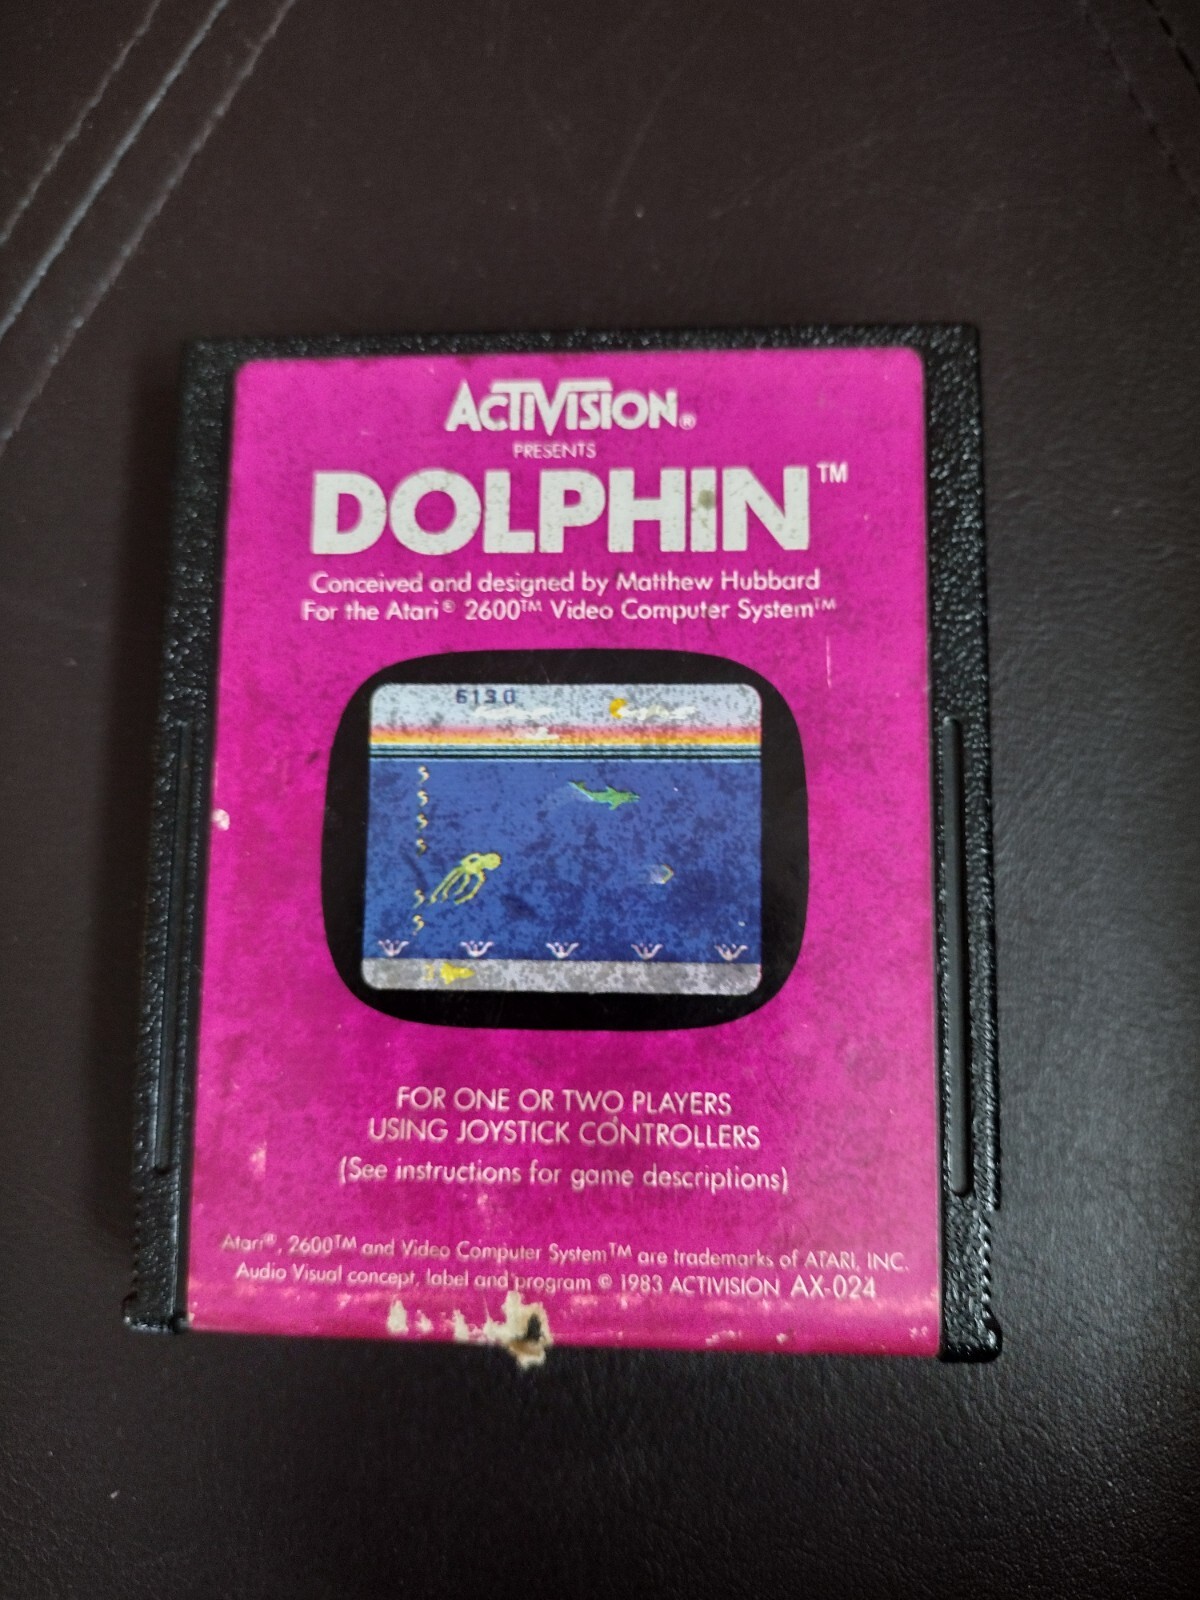 ACTIVISION®
PRESENTS
DOLPHIN™
Conceived and designed by Matthew Hubbard
For the Atari® 2600™ Video Computer System™
6130
FOR ONE OR TWO PLAYERS
USING JOYSTICK CONTROLLERS
(See instructions for game descriptions)
Atari®, 2600™ and Video Computer System™ are trademarks of ATARI, INC.
Audio Visual concept, label and program © 1983 ACTIVISION AX-024